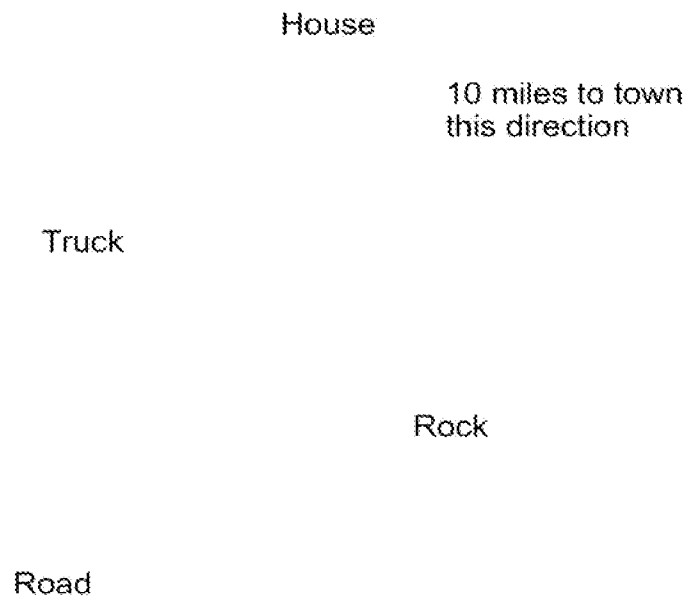 House
10 miles to town
this direction
Truck
Rock
Road